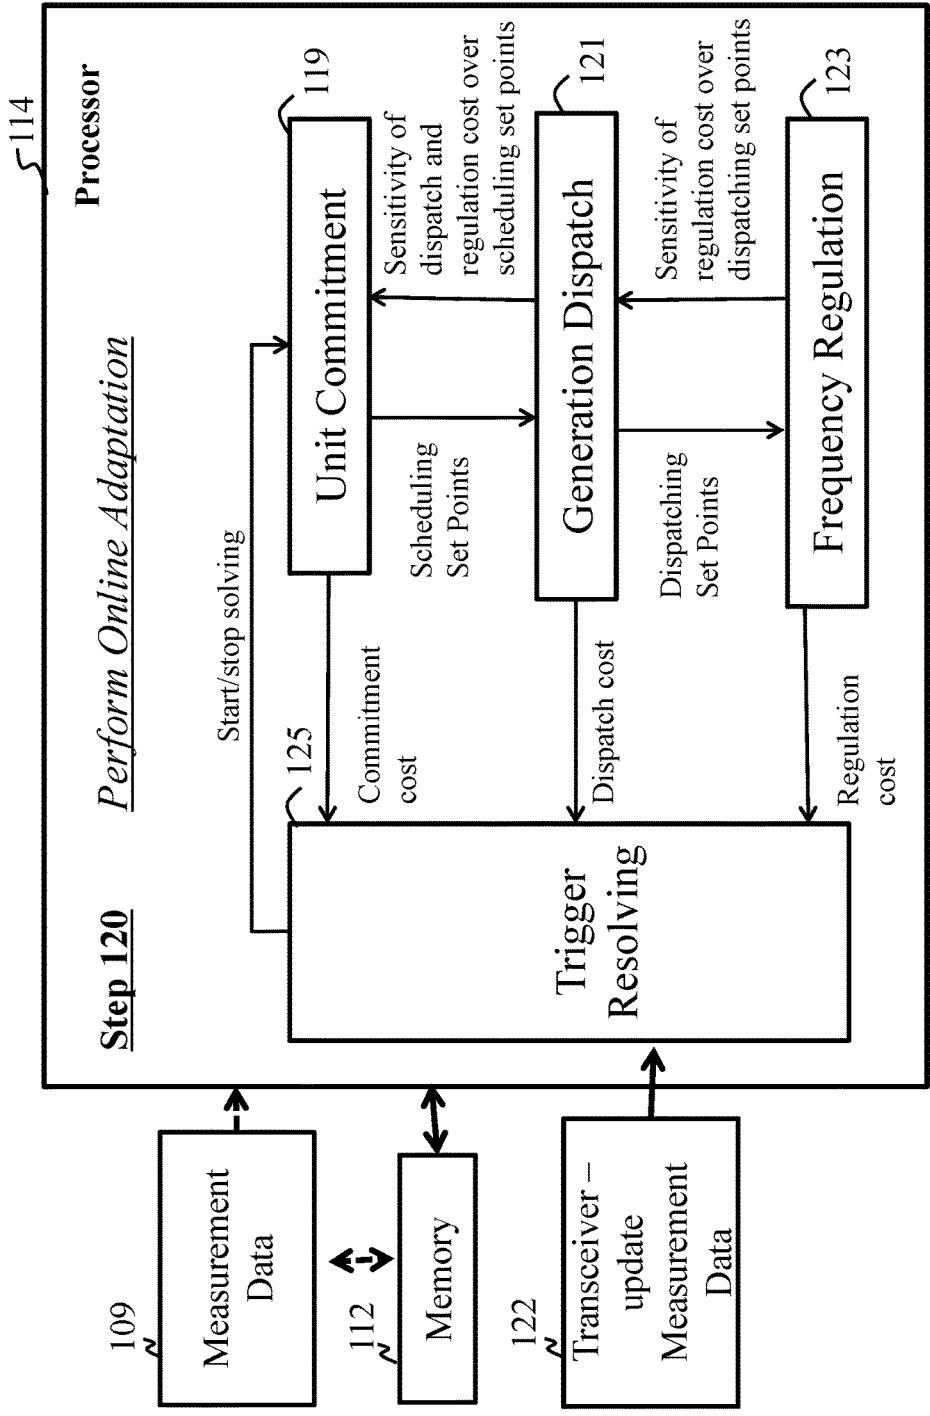 114
Processor
Step 120
Perform Online Adaptation
Start/stop solving
109
Measurement
Data
112
Memory
122
Transceiver –
update
Measurement
Data
125
Trigger
Resolving
Commitment
cost
Dispatch cost
Regulation
cost
119
Unit Commitment
Scheduling
Set Points
Sensitivity of
dispatch and
regulation cost over
scheduling set points
121
Generation Dispatch
Dispatching
Set Points
Sensitivity of
regulation cost over
dispatching set points
123
Frequency Regulation